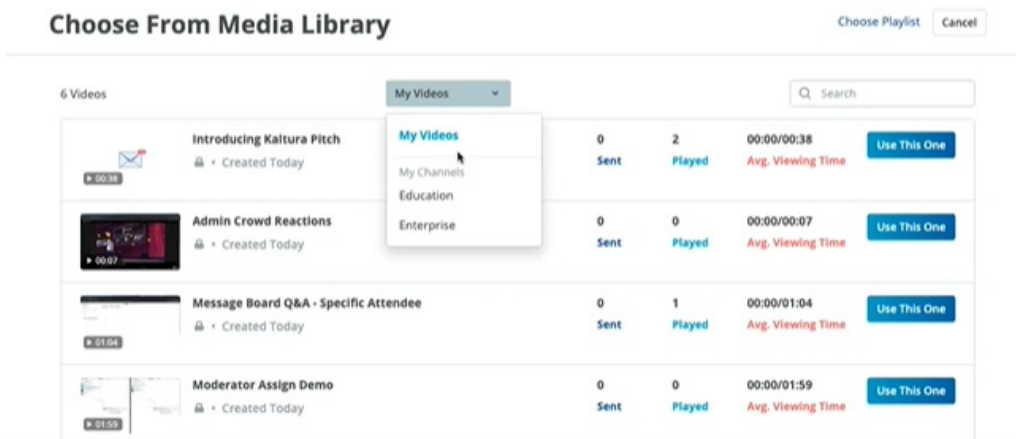 Choose From Media Library
Choose Playlist
Cancel
6 Videos
My Videos
Search
My Videos
My Channels
Education
Enterprise
Introducing Kaltura Pitch
• Created Today
00:38
0
Sent
2
Played
00:00/00:38
Avg. Viewing Time
Use This One
Admin Crowd Reactions
• Created Today
00:07
0
Sent
0
Played
00:00/00:07
Avg. Viewing Time
Use This One
Message Board Q&A - Specific Attendee
• Created Today
01:04
0
Sent
1
Played
00:00/01:04
Avg. Viewing Time
Use This One
Moderator Assign Demo
• Created Today
01:59
0
Sent
0
Played
00:00/01:59
Avg. Viewing Time
Use This One